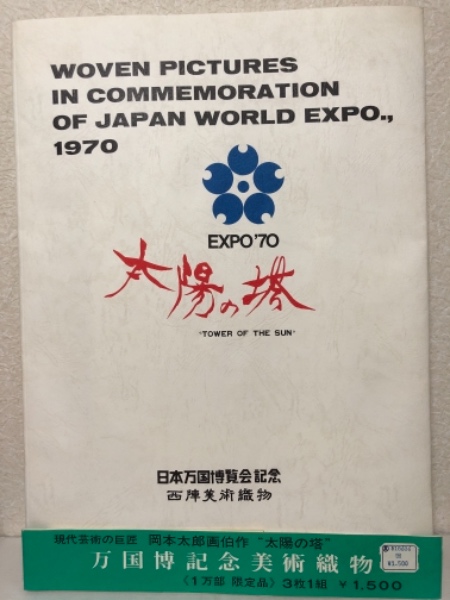 WOVEN PICTURES
IN COMMEMORATION
OF JAPAN WORLD EXPO.,
1970
EXPO'70
太陽の塔
"TOWER OF THE SUN"
日本万国博覧会記念
西陣美術織物
現代芸術の巨匠 岡本太郎画伯作 "太陽の塔"
万国博記念美術織物
《1万部 限定品》3枚1組 ¥1,500
¥1,500